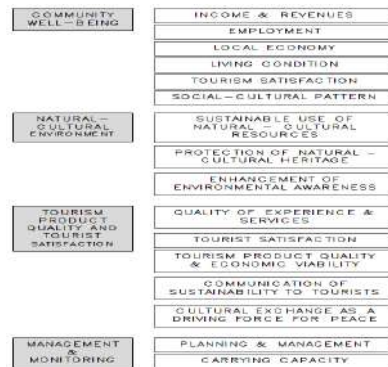 COMMUNITY
WELL-BEING
INCOME & REVENUES
EMPLOYMENT
LOCAL ECONOMY
LIVING CONDITION
TOURISM SATISFACTION
SOCIAL-CULTURAL PATTERN
NATURAL-
CULTURAL
ENVIRONMENT
SUSTAINABLE USE OF
NATURAL - CULTURAL
RESOURCES
PROTECTION OF NATURAL -
CULTURAL HERITAGE
ENHANCEMENT OF
ENVIRONMENTAL AWARENESS
TOURISM
PRODUCT
QUALITY AND
TOURIST
SATISFACTION
QUALITY OF EXPERIENCE &
SERVICES
TOURIST SATISFACTION
TOURISM PRODUCT QUALITY
& ECONOMIC VIABILITY
COMMUNICATION OF
SUSTAINABILITY TO TOURISTS
CULTURAL EXCHANGE AS A
DRIVING FORCE FOR PEACE
MANAGEMENT
&
MONITORING
PLANNING & MANAGEMENT
CARRYING CAPACITY